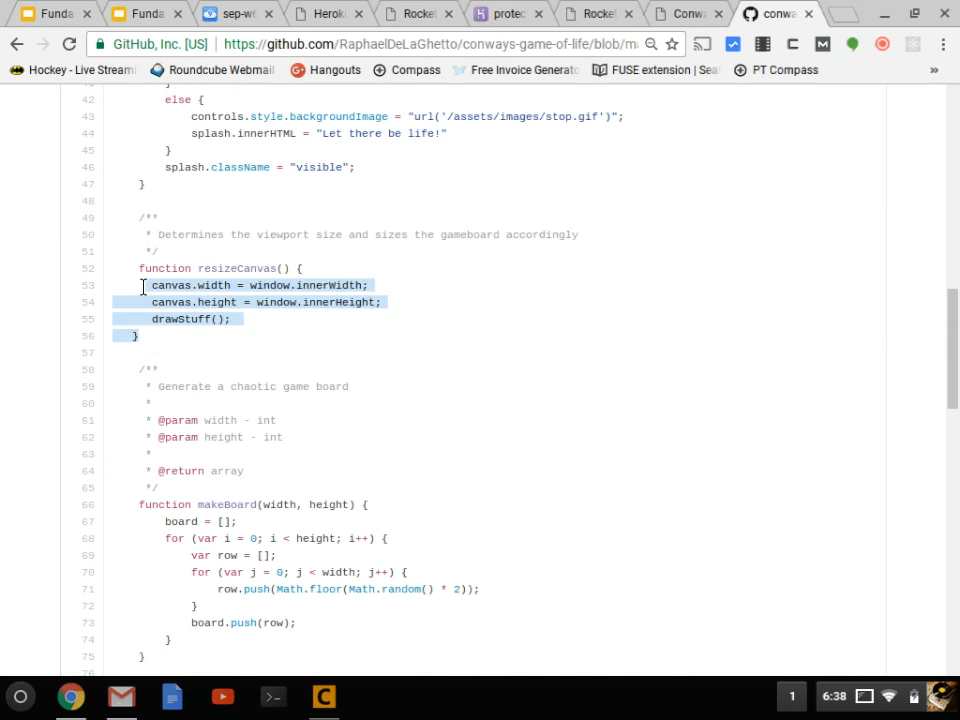 Funda
Funda
sep-w
Herok
Rocke
protec
Rocke
Conw
conw
GitHub, Inc. [US]
https://github.com/RaphaelDeLaGhetto/conways-game-of-life/blob/ma
Hockey - Live Stream
Roundcube Webmail
Hangouts
Compass
Free Invoice Generato
FUSE extension | Sea
PT Compass
»
42 else {
43 controls.style.backgroundImage = "url('/assets/images/stop.gif')";
44 splash.innerHTML = "Let there be life!"
45 }
46 splash.className = "visible";
47 }
48
49 /**
50 * Determines the viewport size and sizes the gameboard accordingly
51 */
52 function resizeCanvas() {
53 canvas.width = window.innerWidth;
54 canvas.height = window.innerHeight;
55 drawStuff();
56 }
57
58 /**
59 * Generate a chaotic game board
60 *
61 * @param width - int
62 * @param height - int
63 *
64 * @return array
65 */
66 function makeBoard(width, height) {
67 board = [];
68 for (var i = 0; i < height; i++) {
69 var row = [];
70 for (var j = 0; j < width; j++) {
71 row.push(Math.floor(Math.random() * 2));
72 }
73 board.push(row);
74 }
75 }
1
6:38